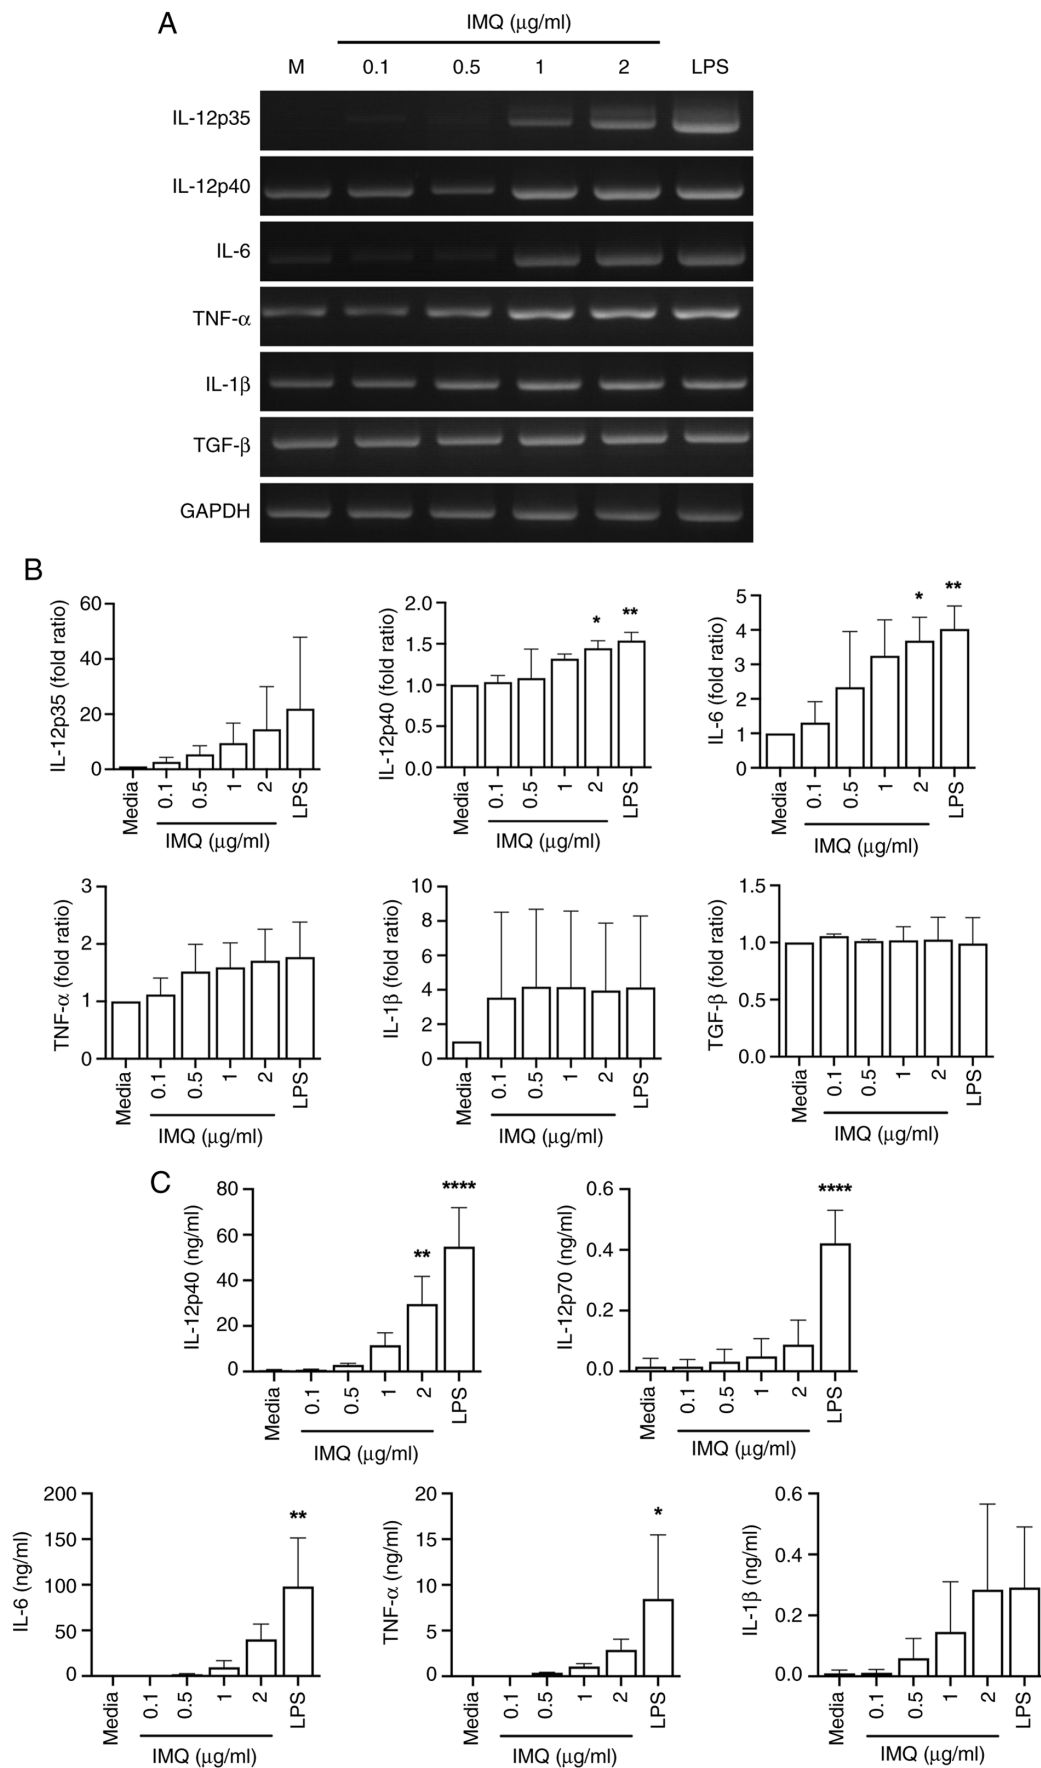 A
IMQ (μg/ml)
M 0.1 0.5 1 2 LPS
IL-12p35
IL-12p40
IL-6
TNF-α
IL-1β
TGF-β
GAPDH
B
IL-12p35 (fold ratio)
60
40
20
0
Media 0.1 0.5 1 2 LPS
IMQ (μg/ml)
IL-12p40 (fold ratio)
2.0
1.5
1.0
0.5
0.0
* **
Media 0.1 0.5 1 2 LPS
IMQ (μg/ml)
IL-6 (fold ratio)
5
4
3
2
1
0
* **
Media 0.1 0.5 1 2 LPS
IMQ (μg/ml)
TNF-α (fold ratio)
3
2
1
0
Media 0.1 0.5 1 2 LPS
IMQ (μg/ml)
IL-1β (fold ratio)
10
8
6
4
2
0
Media 0.1 0.5 1 2 LPS
IMQ (μg/ml)
TGF-β (fold ratio)
1.5
1.0
0.5
0.0
Media 0.1 0.5 1 2 LPS
IMQ (μg/ml)
C
IL-12p40 (ng/ml)
80
60
40
20
0
** ****
Media 0.1 0.5 1 2 LPS
IMQ (μg/ml)
IL-12p70 (ng/ml)
0.6
0.4
0.2
0.0
****
Media 0.1 0.5 1 2 LPS
IMQ (μg/ml)
IL-6 (ng/ml)
200
150
100
50
0
**
Media 0.1 0.5 1 2 LPS
IMQ (μg/ml)
TNF-α (ng/ml)
20
15
10
5
0
*
Media 0.1 0.5 1 2 LPS
IMQ (μg/ml)
IL-1β (ng/ml)
0.6
0.4
0.2
0.0
Media 0.1 0.5 1 2 LPS
IMQ (μg/ml)